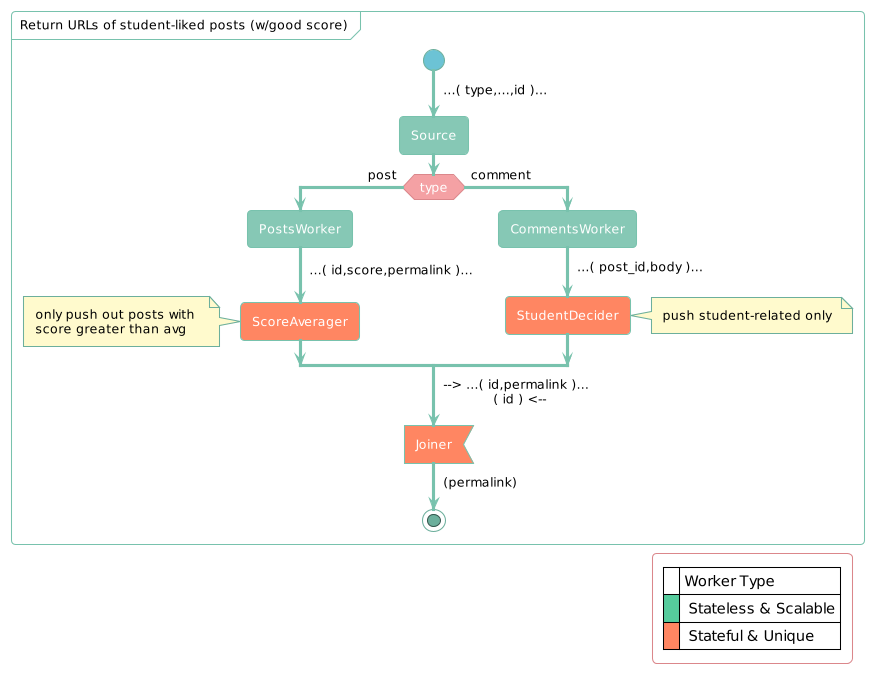 Return URLs of student-liked posts (w/good score)
...( type,...,id )...
Source
post
type
comment
PostsWorker
CommentsWorker
...( id,score,permalink )...
...( post_id,body )...
only push out posts with
score greater than avg
ScoreAverager
StudentDecider
push student-related only
--> ...( id,permalink )...
( id ) <--
Joiner
(permalink)
Worker Type
Stateless & Scalable
Stateful & Unique